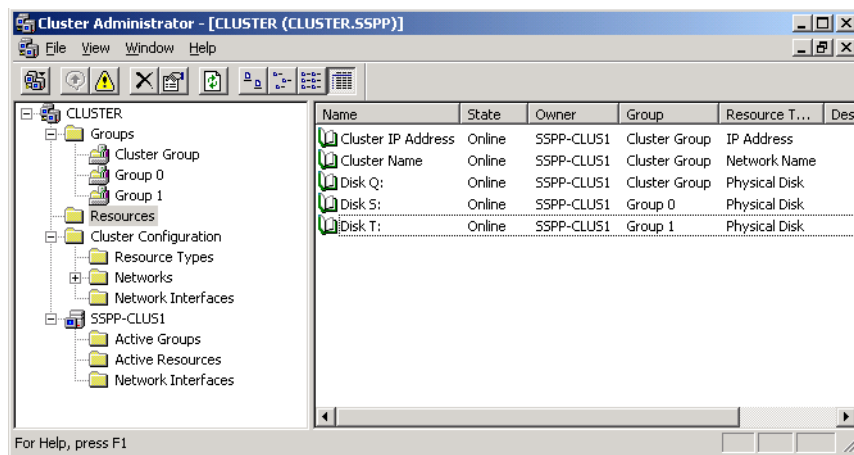 Cluster Administrator - [CLUSTER (CLUSTER.SSPP)]
File View Window Help
CLUSTER
Groups
Cluster Group
Group 0
Group 1
Resources
Cluster Configuration
Resource Types
Networks
Network Interfaces
SSPP-CLUS1
Active Groups
Active Resources
Network Interfaces
Name State Owner Group Resource T... Des
Cluster IP Address Online SSPP-CLUS1 Cluster Group IP Address
Cluster Name Online SSPP-CLUS1 Cluster Group Network Name
Disk Q: Online SSPP-CLUS1 Cluster Group Physical Disk
Disk S: Online SSPP-CLUS1 Group 0 Physical Disk
Disk T: Online SSPP-CLUS1 Group 1 Physical Disk
For Help, press F1